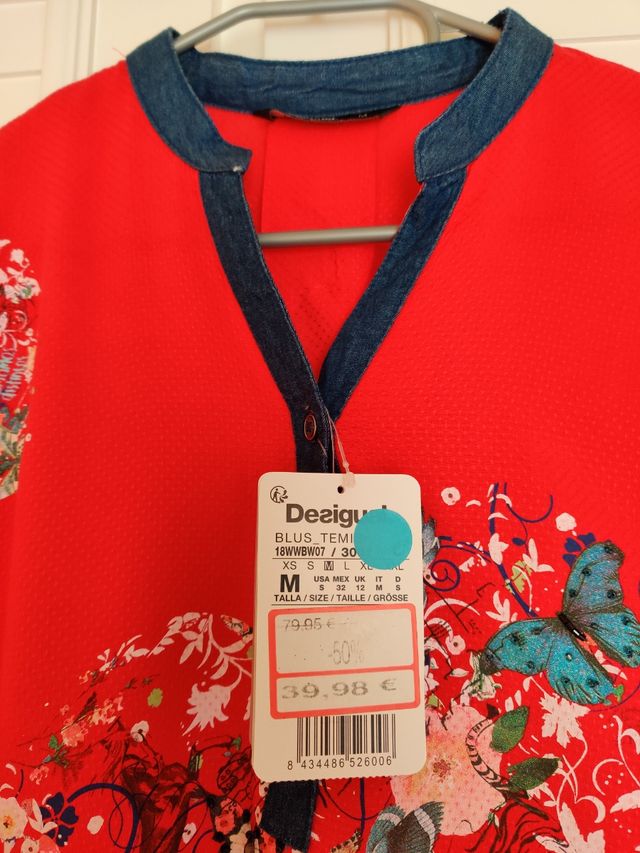 Desigual
BLUS_TEMI
18WWBW07 / 30
XS S M L XL XXL
M
USA MEX UK IT D
S 32 12 M S
TALLA / SIZE / TAILLE / GRÖSSE
79,95 €
-50%
39,98 €
8 434486 526006